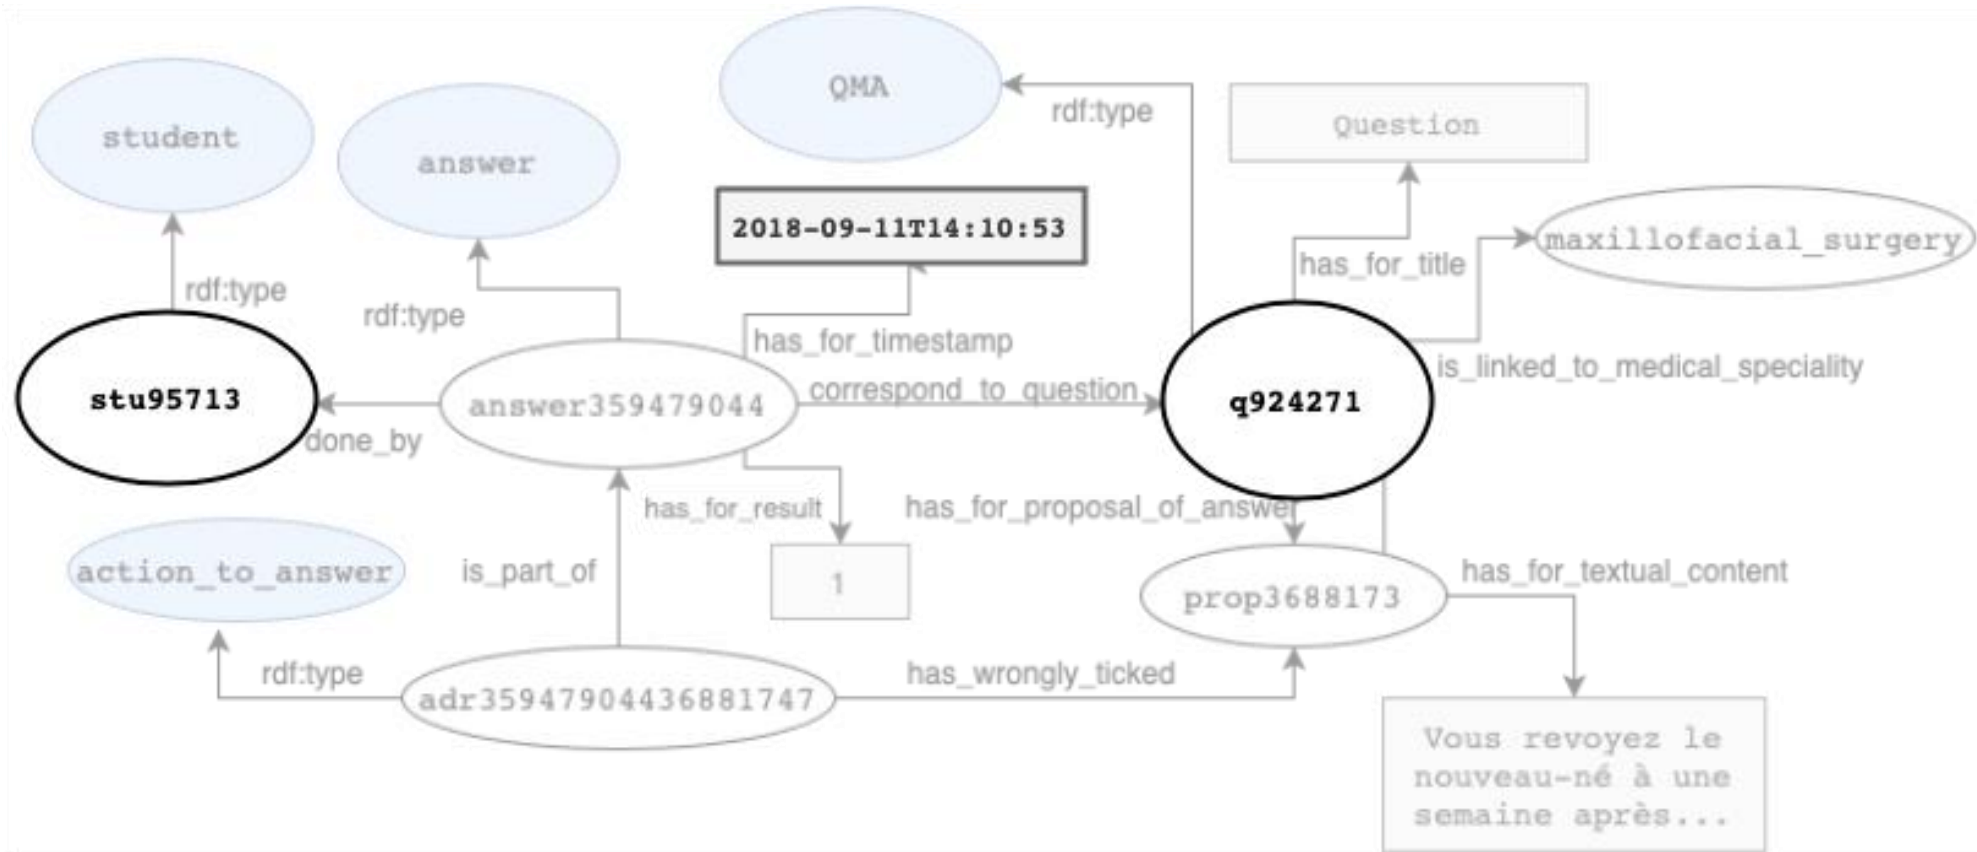 QMA
rdf:type
Question
student
answer
2018-09-11T14:10:53
maxillofacial_surgery
has_for_title
rdf:type
rdf:type
has_for_timestamp
is_linked_to_medical_speciality
stu95713
answer359479044
correspond_to_question
q924271
done_by
has_for_result
has_for_proposal_of_answer
action_to_answer
is_part_of
1
prop3688173
has_for_textual_content
rdf:type
adr35947904436881747
has_wrongly_ticked
Vous revoyez le
nouveau-né à une
semaine après...